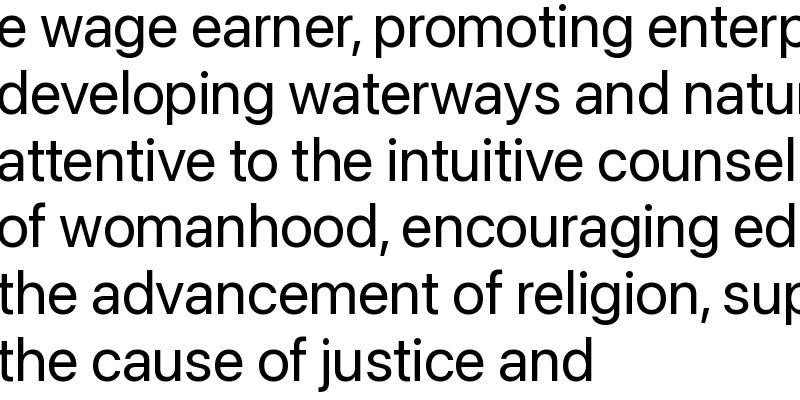 e wage earner, promoting enterp
developing waterways and natur
attentive to the intuitive counsel
of womanhood, encouraging ed
the advancement of religion, sup
the cause of justice and